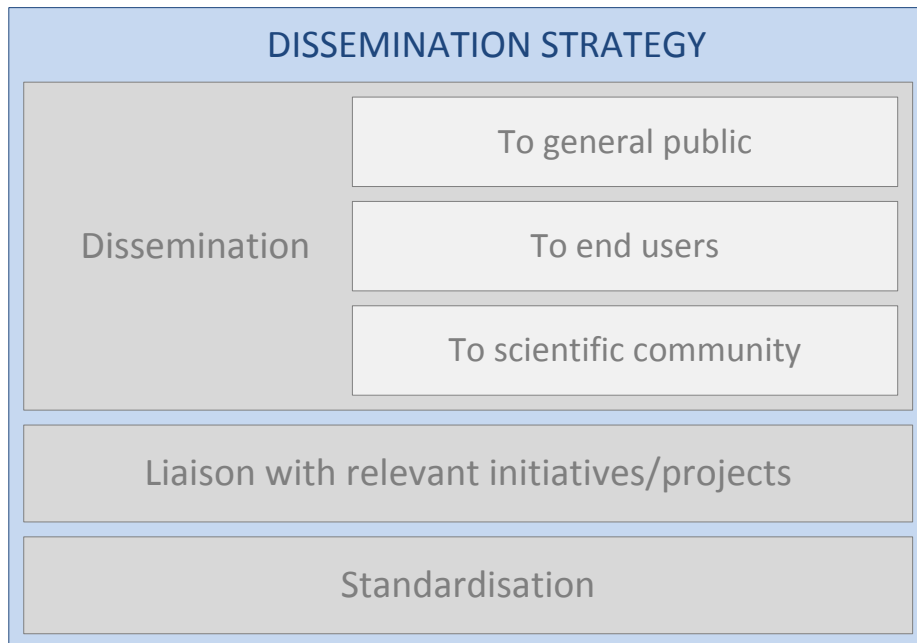 DISSEMINATION STRATEGY
Dissemination
To general public
To end users
To scientific community
Liaison with relevant initiatives/projects
Standardisation